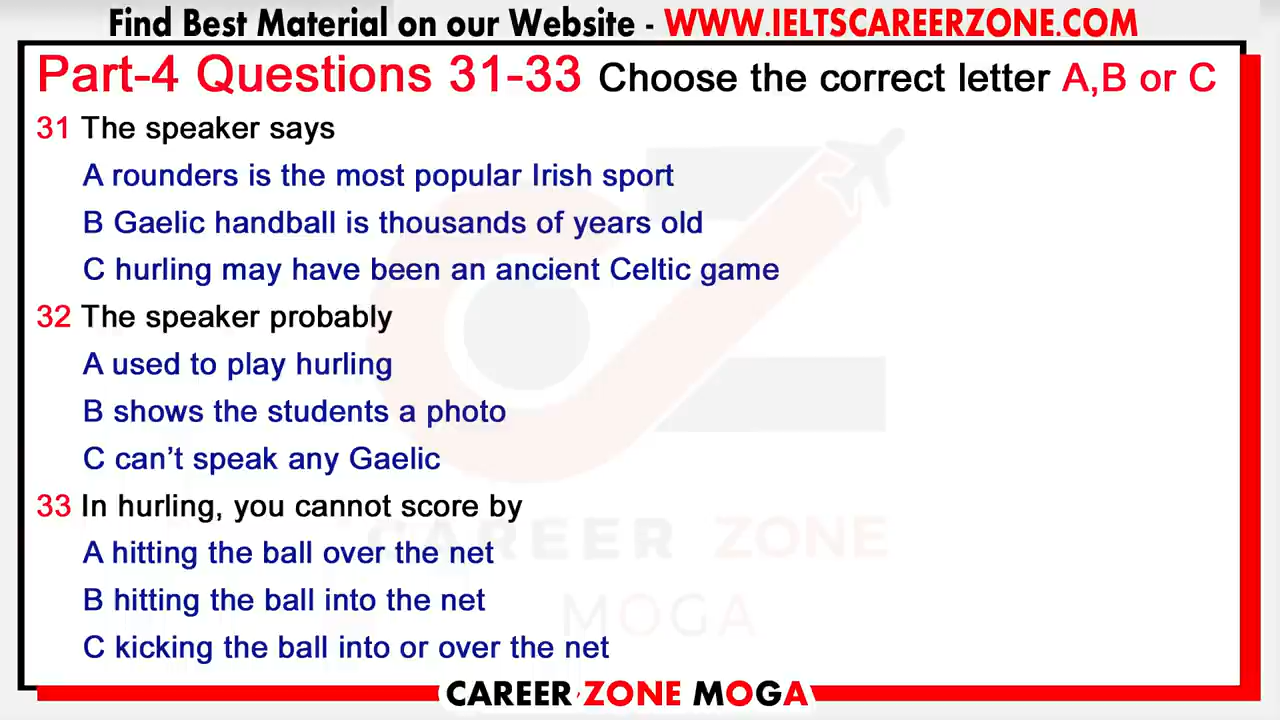 Find Best Material on our Website - WWW.IELTSCAREERZONE.COM
Part-4 Questions 31-33 Choose the correct letter A,B or C
31 The speaker says
A rounders is the most popular Irish sport
B Gaelic handball is thousands of years old
C hurling may have been an ancient Celtic game
32 The speaker probably
A used to play hurling
B shows the students a photo
C can’t speak any Gaelic
33 In hurling, you cannot score by
A hitting the ball over the net
B hitting the ball into the net
C kicking the ball into or over the net
CAREER ZONE
MOGA
CAREER ZONE MOGA